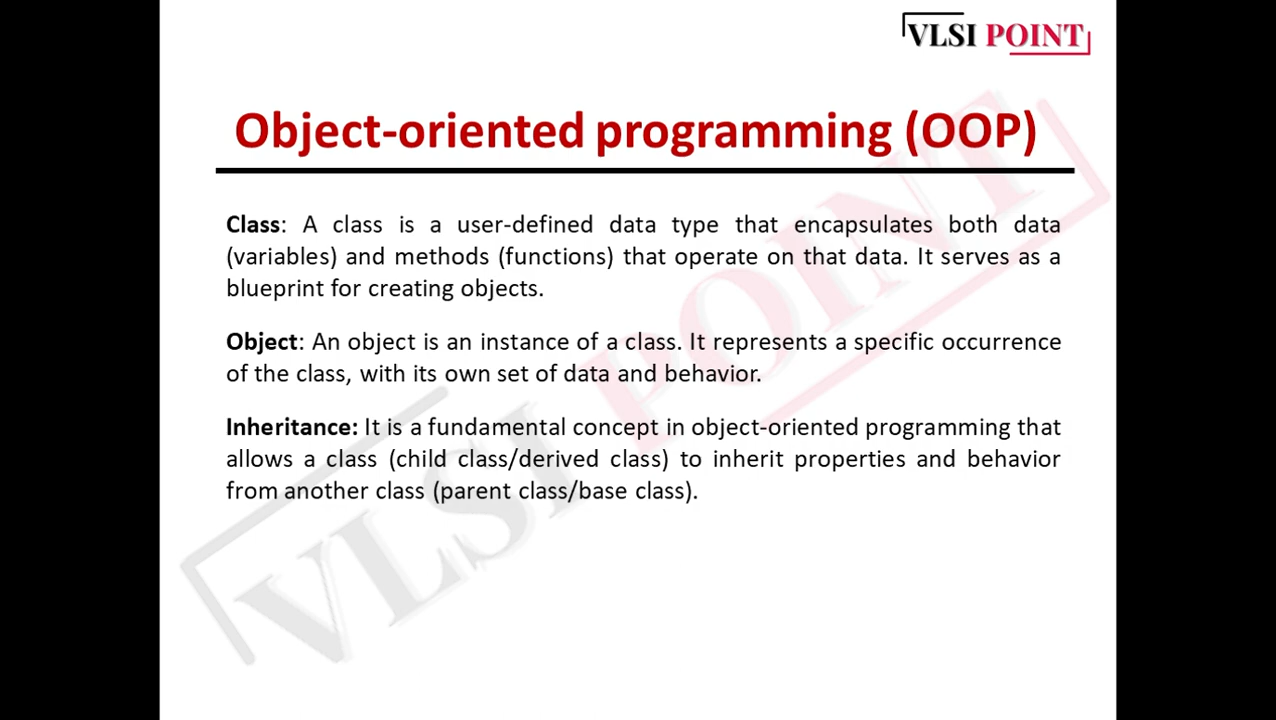 VLSI POINT
Object-oriented programming (OOP)
Class: A class is a user-defined data type that encapsulates both data
(variables) and methods (functions) that operate on that data. It serves as a
blueprint for creating objects.
Object: An object is an instance of a class. It represents a specific occurrence
of the class, with its own set of data and behavior.
Inheritance: It is a fundamental concept in object-oriented programming that
allows a class (child class/derived class) to inherit properties and behavior
from another class (parent class/base class).
VLSI POINT